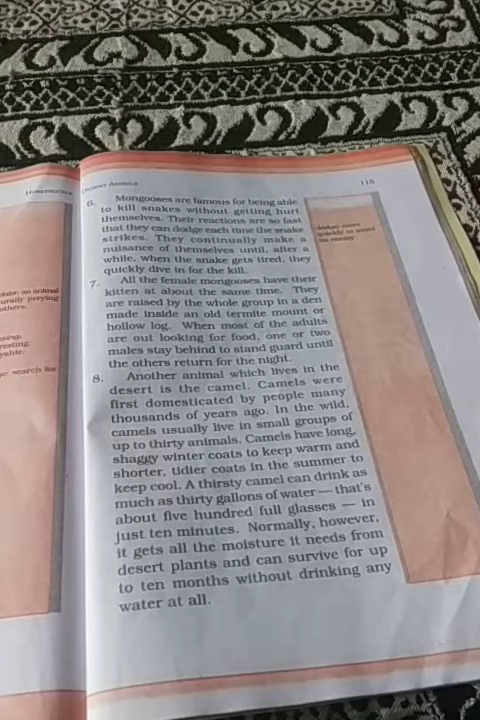 HONEYSUCKLE
DESERT ANIMALS
115
an animal
preying
others.
search for
6. Mongooses are famous for being able
to kill snakes without getting hurt
themselves. Their reactions are so fast
that they can dodge each time the snake
strikes. They continually make a
nuisance of themselves until, after a
while, when the snake gets tired, they
quickly dive in for the kill.
7. All the female mongooses have their
kitten at about the same time. They
are raised by the whole group in a den
made inside an old termite mount or
hollow log. When most of the adults
are out looking for food, one or two
males stay behind to stand guard until
the others return for the night.
8. Another animal which lives in the
desert is the camel. Camels were
first domesticated by people many
thousands of years ago. In the wild,
camels usually live in small groups of
up to thirty animals. Camels have long,
shaggy winter coats to keep warm and
shorter, tidier coats in the summer to
keep cool. A thirsty camel can drink as
much as thirty gallons of water — that's
about five hundred full glasses — in
just ten minutes. Normally, however,
it gets all the moisture it needs from
desert plants and can survive for up
to ten months without drinking any
water at all.
dodge: move
quickly to avoid
its enemy